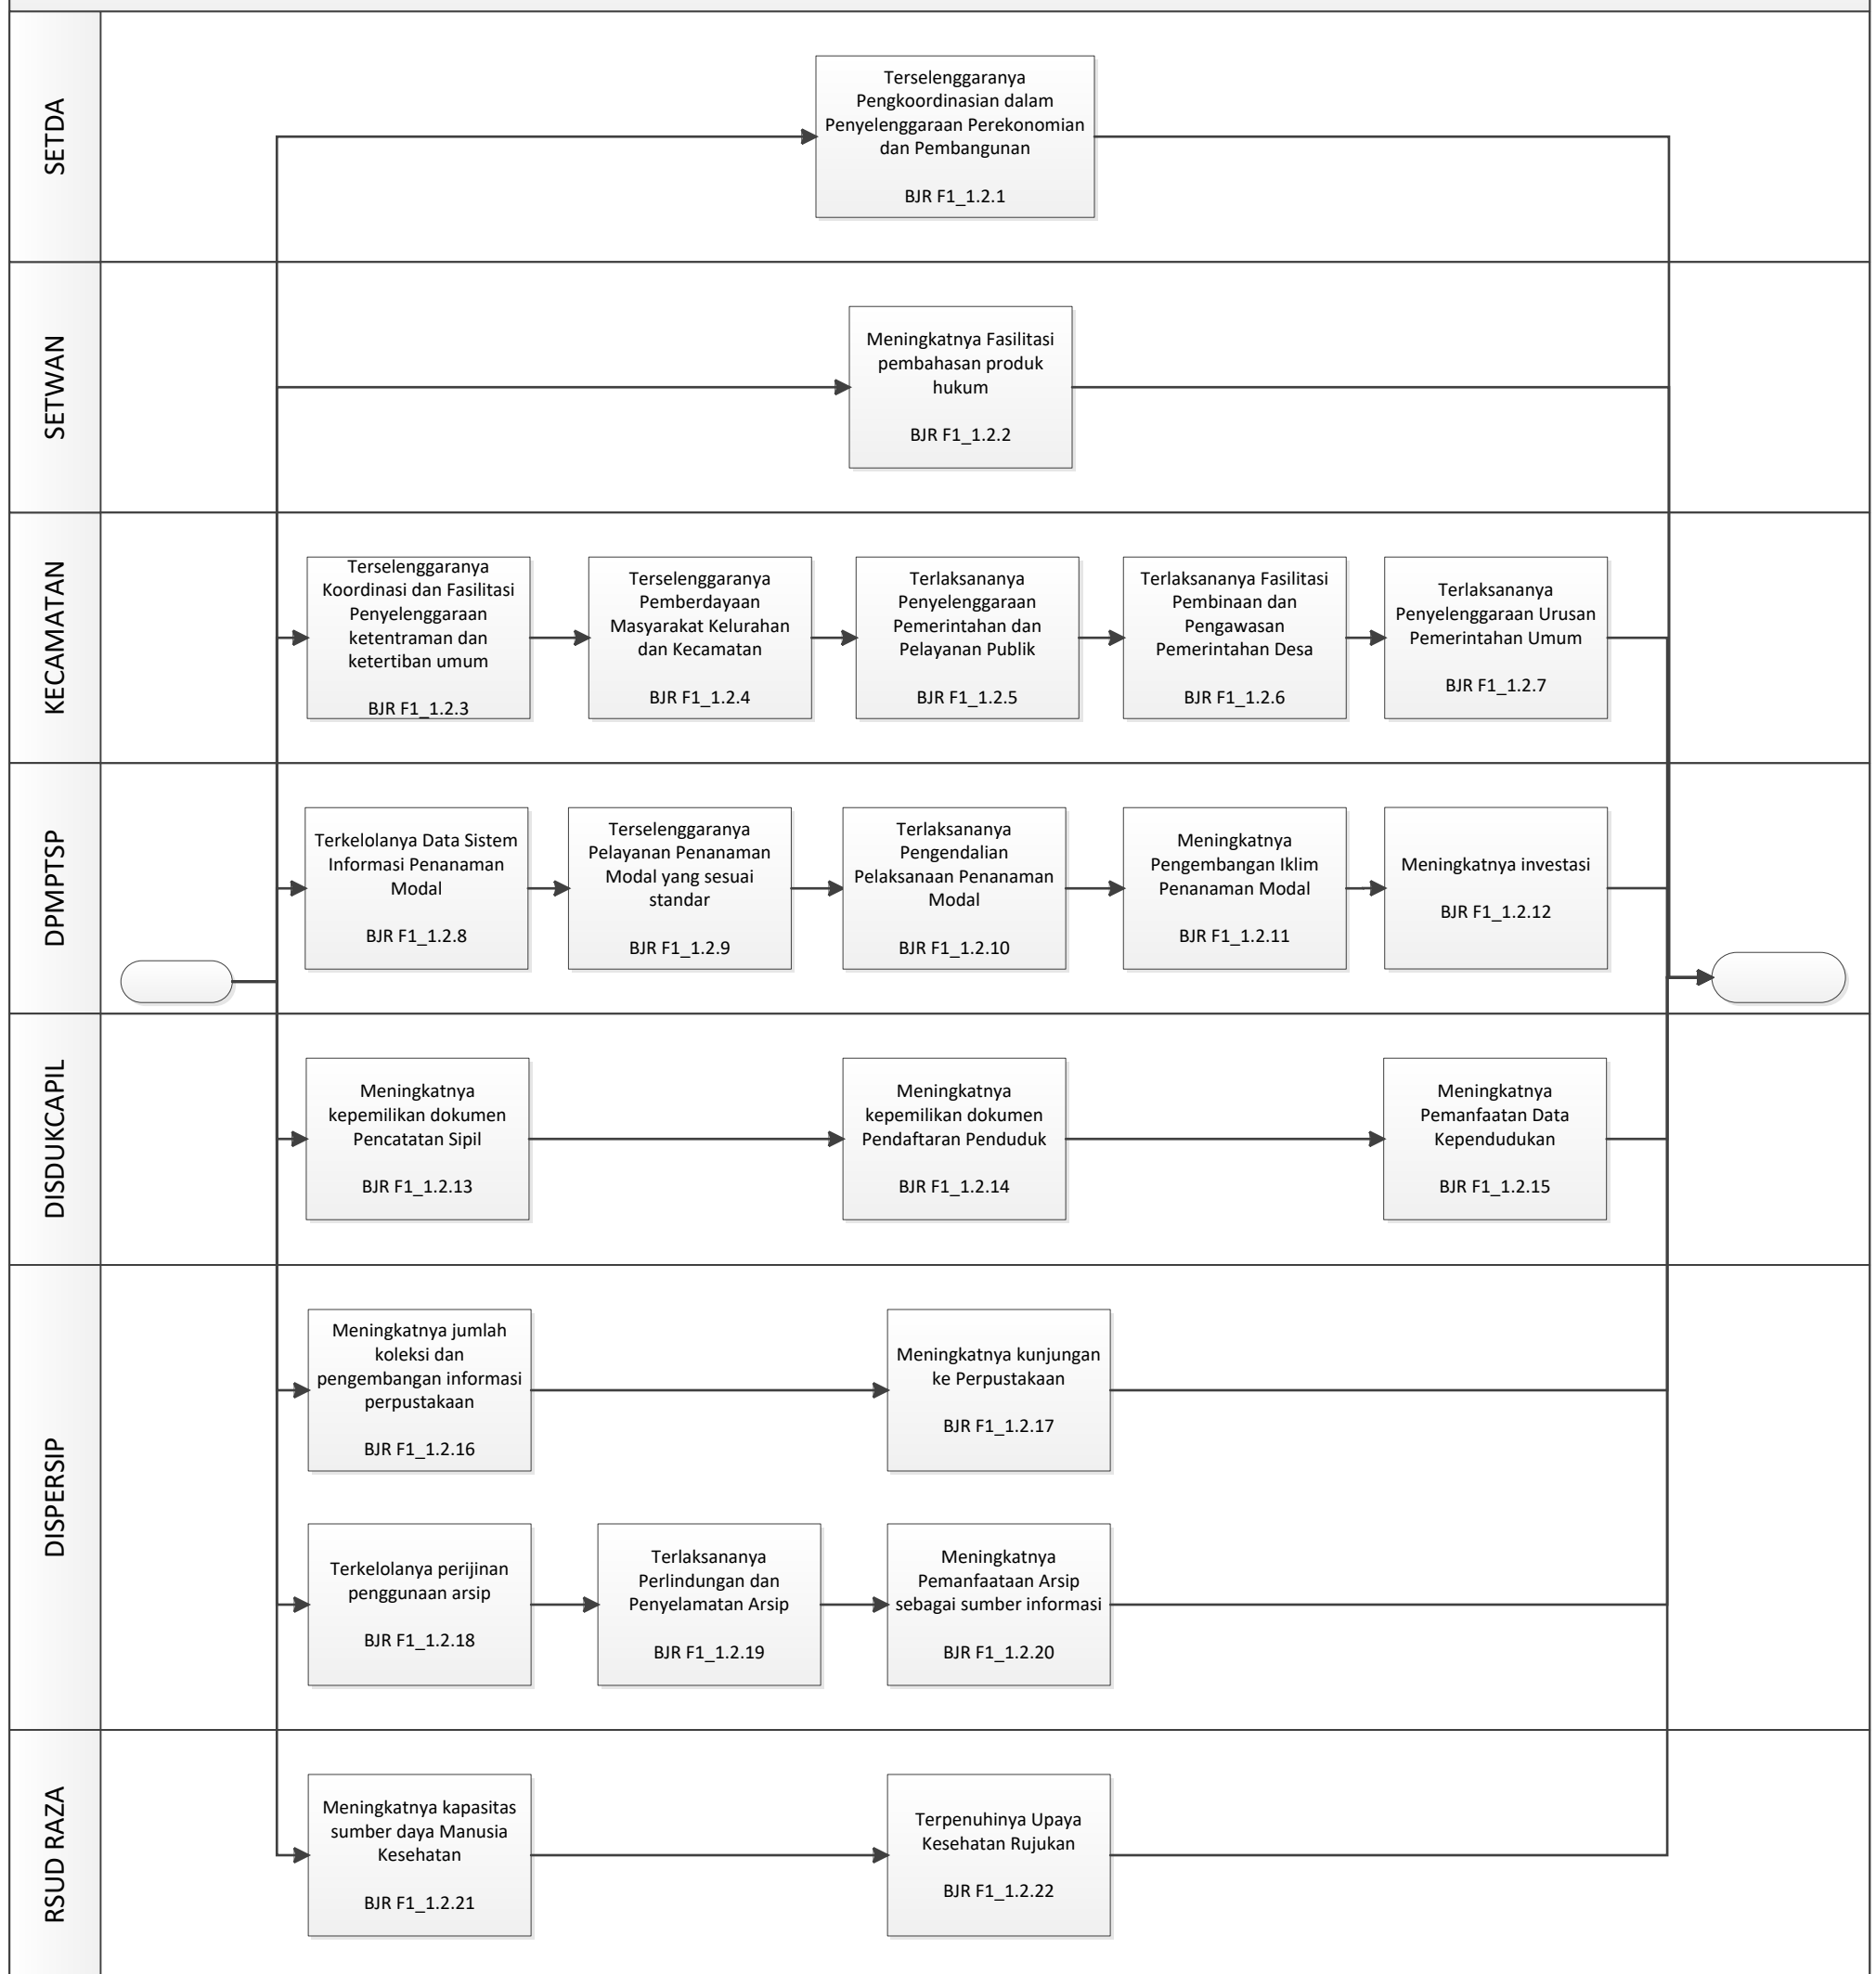 SETDA
Terselenggaranya
Pengkoordinasian dalam
Penyelenggaraan Perekonomian
dan Pembangunan
BJR F1_1.2.1
SETWAN
Meningkatnya Fasilitasi
pembahasan produk
hukum
BJR F1_1.2.2
KECAMATAN
Terselenggaranya
Koordinasi dan Fasilitasi
Penyelenggaraan
ketentraman dan
ketertiban umum
BJR F1_1.2.3
Terselenggaranya
Pemberdayaan
Masyarakat Kelurahan
dan Kecamatan
BJR F1_1.2.4
Terlaksananya
Penyelenggaraan
Pemerintahan dan
Pelayanan Publik
BJR F1_1.2.5
Terlaksananya Fasilitasi
Pembinaan dan
Pengawasan
Pemerintahan Desa
BJR F1_1.2.6
Terlaksananya
Penyelenggaraan Urusan
Pemerintahan Umum
BJR F1_1.2.7
DPMPTSP
Terkelolanya Data Sistem
Informasi Penanaman
Modal
BJR F1_1.2.8
Terselenggaranya
Pelayanan Penanaman
Modal yang sesuai
standar
BJR F1_1.2.9
Terlaksananya
Pengendalian
Pelaksanaan Penanaman
Modal
BJR F1_1.2.10
Meningkatnya
Pengembangan Iklim
Penanaman Modal
BJR F1_1.2.11
Meningkatnya investasi
BJR F1_1.2.12
DISDUKCAPIL
Meningkatnya
kepemilikan dokumen
Pencatatan Sipil
BJR F1_1.2.13
Meningkatnya
kepemilikan dokumen
Pendaftaran Penduduk
BJR F1_1.2.14
Meningkatnya
Pemanfaatan Data
Kependudukan
BJR F1_1.2.15
DISPERSIP
Meningkatnya jumlah
koleksi dan
pengembangan informasi
perpustakaan
BJR F1_1.2.16
Meningkatnya kunjungan
ke Perpustakaan
BJR F1_1.2.17
Terkelolanya perijinan
penggunaan arsip
BJR F1_1.2.18
Terlaksananya
Perlindungan dan
Penyelamatan Arsip
BJR F1_1.2.19
Meningkatnya
Pemanfaataan Arsip
sebagai sumber informasi
BJR F1_1.2.20
RSUD RAZA
Meningkatnya kapasitas
sumber daya Manusia
Kesehatan
BJR F1_1.2.21
Terpenuhinya Upaya
Kesehatan Rujukan
BJR F1_1.2.22